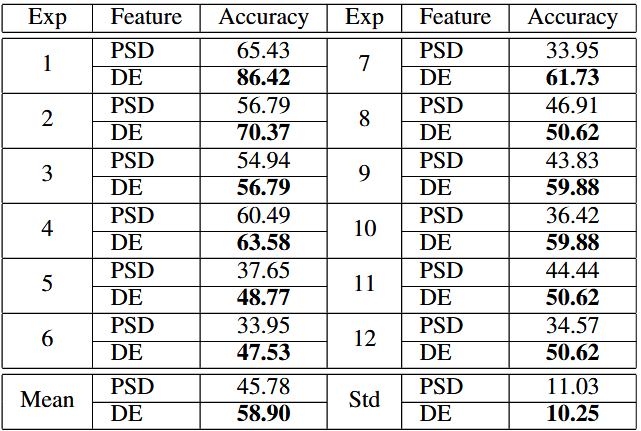 Exp Feature Accuracy Exp Feature Accuracy
1 PSD 65.43 7 PSD 33.95
DE 86.42 DE 61.73
2 PSD 56.79 8 PSD 46.91
DE 70.37 DE 50.62
3 PSD 54.94 9 PSD 43.83
DE 56.79 DE 59.88
4 PSD 60.49 10 PSD 36.42
DE 63.58 DE 59.88
5 PSD 37.65 11 PSD 44.44
DE 48.77 DE 50.62
6 PSD 33.95 12 PSD 34.57
DE 47.53 DE 50.62
Mean PSD 45.78 Std PSD 11.03
DE 58.90 DE 10.25